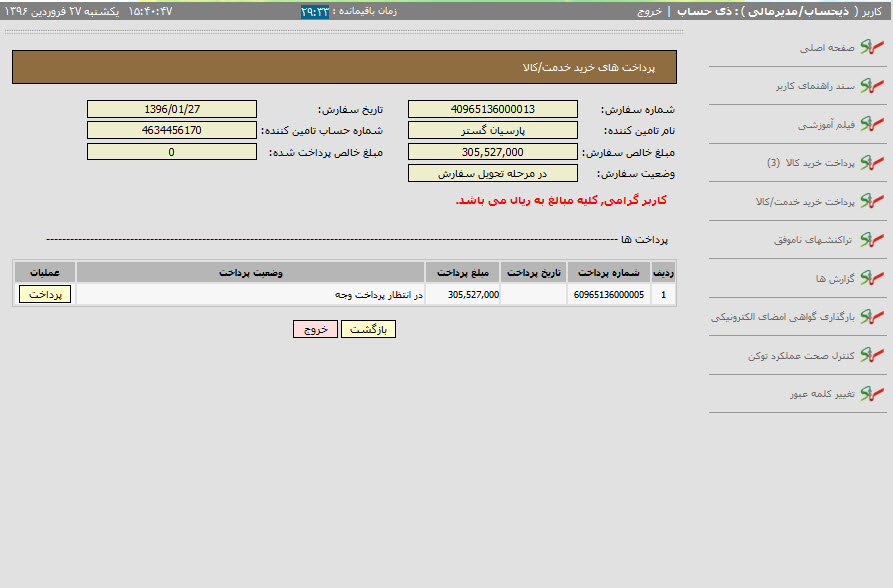 کاربر ( ذیحساب/مدیرمالی ) : ذی حساب | خروج
زمان باقیمانده : ۲۹:۳۳
۱۵:۴۰:۴۷ یکشنبه ۲۷ فروردین ۱۳۹۶
صفحه اصلی
سند راهنمای کاربر
فیلم آموزشی
پرداخت خرید کالا (3)
پرداخت خرید خدمت/کالا
تراکنشهای ناموفق
گزارش ها
بارگذاری گواهی امضای الکترونیکی
کنترل صحت عملکرد توکن
تغییر کلمه عبور
پرداخت های خرید خدمت/کالا
شماره سفارش: 40965136000013 تاریخ سفارش: 1396/01/27
نام تامین کننده: پارسیان گستر شماره حساب تامین کننده: 4634456170
مبلغ خالص سفارش: 305,527,000 مبلغ خالص پرداخت شده: 0
وضعیت سفارش: در مرحله تحویل سفارش
کاربر گرامی، کلیه مبالغ به ریال می باشد.
پرداخت ها
ردیف شماره پرداخت تاریخ پرداخت مبلغ پرداخت وضعیت پرداخت عملیات
1 60965136000005 305,527,000 در انتظار پرداخت وجه پرداخت
بازگشت خروج